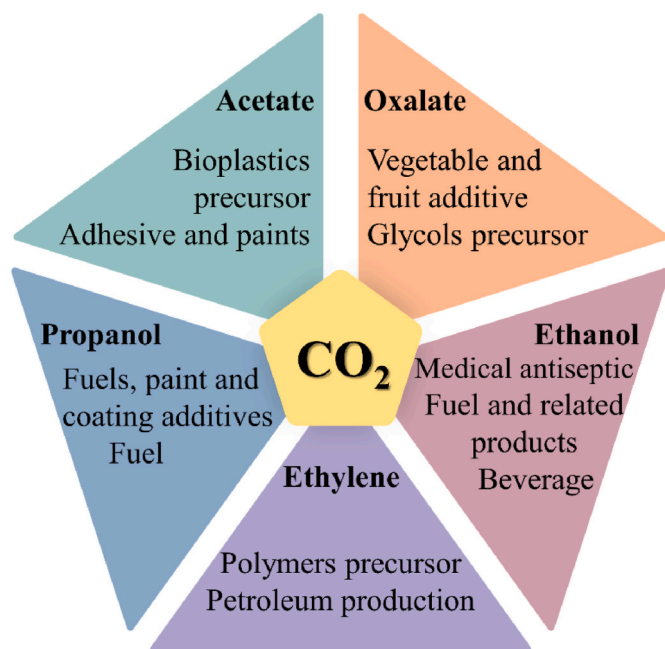 Acetate
Bioplastics
precursor
Adhesive and paints
Oxalate
Vegetable and
fruit additive
Glycols precursor
Propanol
Fuels, paint and
coating additives
Fuel
CO₂
Ethanol
Medical antiseptic
Fuel and related
products
Beverage
Ethylene
Polymers precursor
Petroleum production